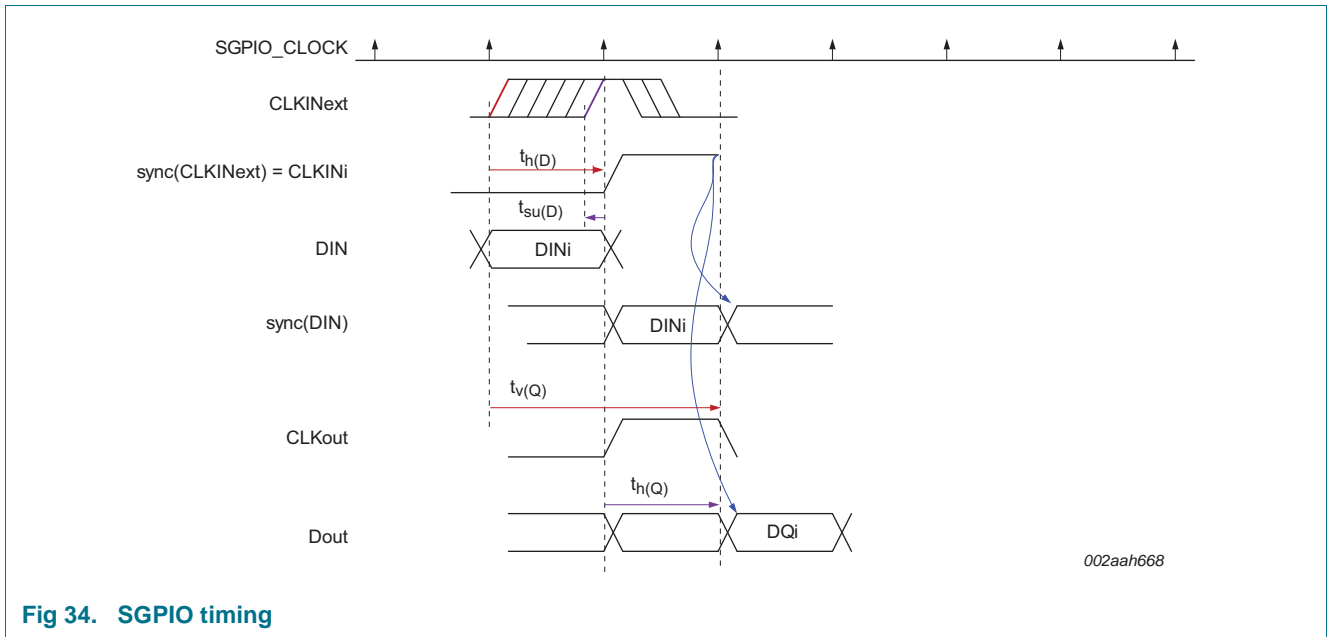 SGPIO_CLOCK
CLKINext
sync(CLKINext) = CLKINi
th(D)
tsu(D)
DIN
DINi
sync(DIN)
DINi
tv(Q)
CLKout
th(Q)
Dout
DQi
002aah668
Fig 34. SGPIO timing